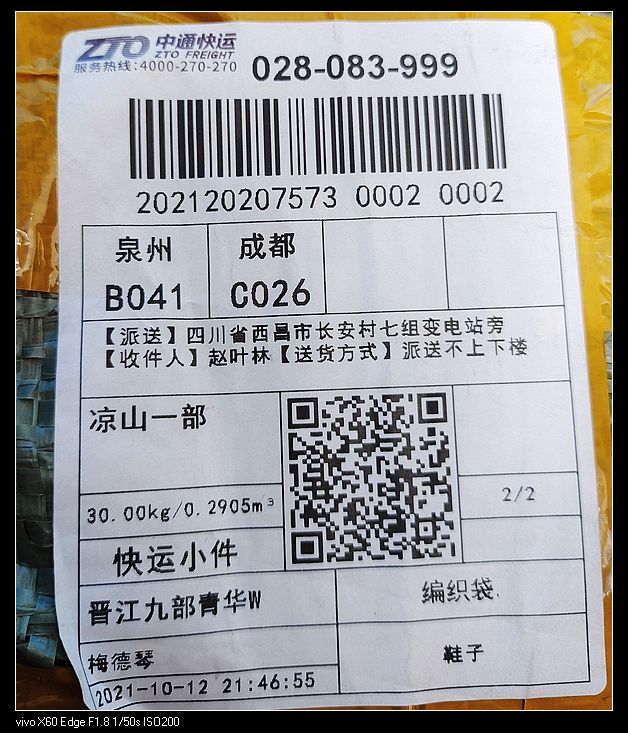 ZTO 中通快运
ZTO FREIGHT
服务热线:4000-270-270
028-083-999
202120207573 0002 0002
泉州 成都
B041 C026
【派送】四川省西昌市长安村七组变电站旁
【收件人】赵叶林【送货方式】派送不上下楼
凉山一部
30.00kg/0.2905m³
2/2
快运小件
晋江九部青华W
编织袋.
梅德琴
鞋子
2021-10-12 21:46:55
vivo X60 Edge F1.8 1/50s ISO200